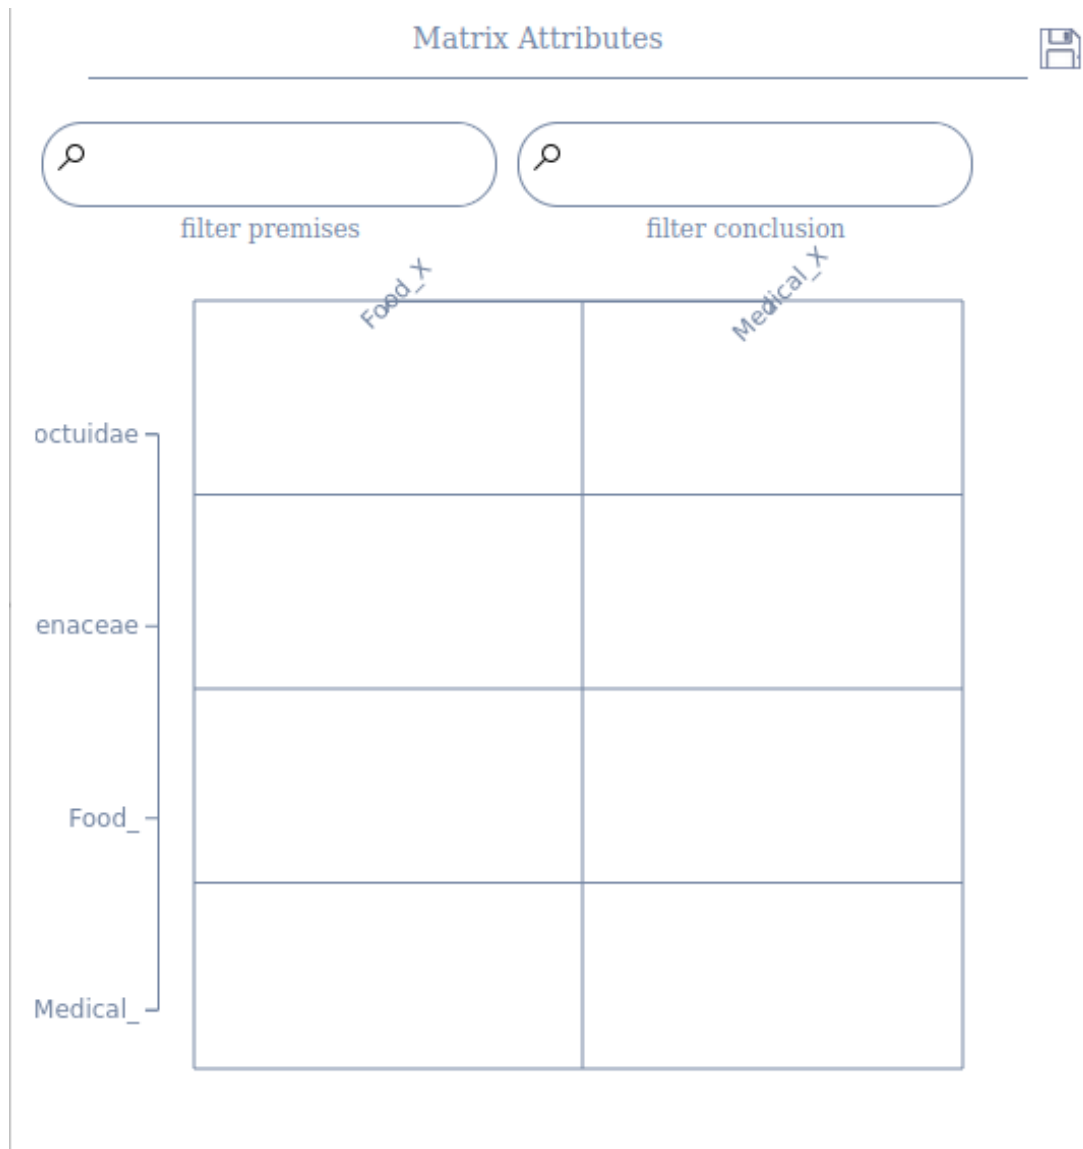 Matrix Attributes
filter premises
filter conclusion
Food_X
Medical_X
octuidae
enaceae
Food_
Medical_